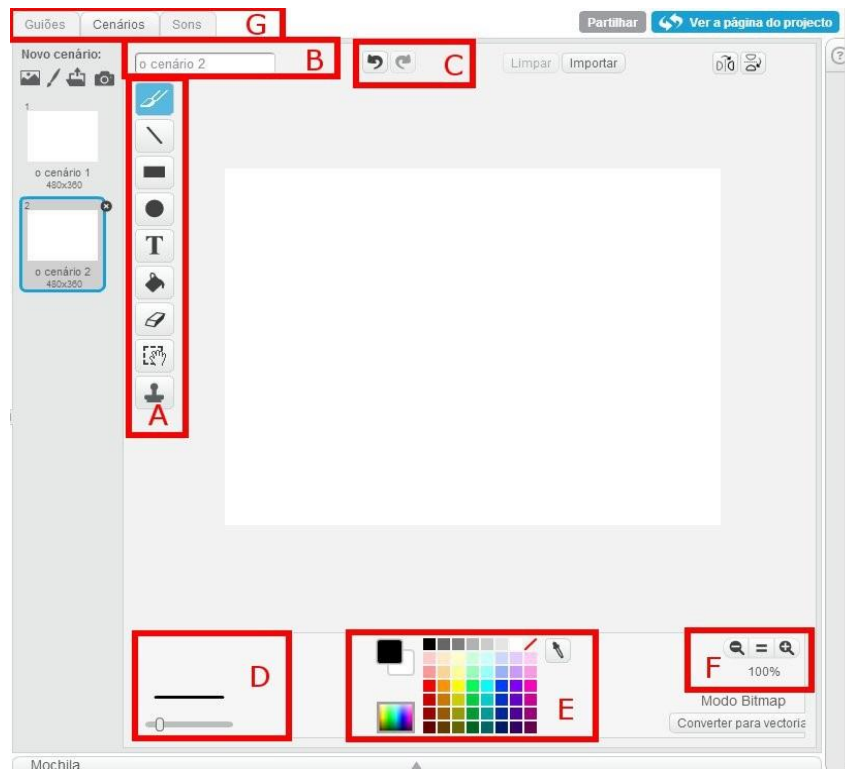 Guiões Cenários Sons G Partilhar Ver a página do projecto
Novo cenário: o cenário 2 B C Limpar Importar ?
1
o cenário 1
480x360
2
o cenário 2
480x360
T
A
D E F 100%
Modo Bitmap
Converter para vectoria
Mochila